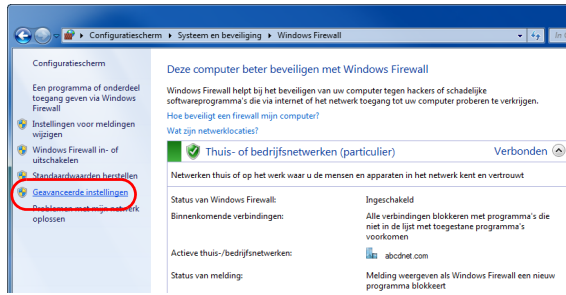 Configuratiescherm ▸ Systeem en beveiliging ▸ Windows Firewall
Configuratiescherm
Een programma of onderdeel
toegang geven via Windows
Firewall
Instellingen voor meldingen
wijzigen
Windows Firewall in- of
uitschakelen
Standaardwaarden herstellen
Geavanceerde instellingen
Problemen met mijn netwerk
oplossen
Deze computer beter beveiligen met Windows Firewall
Windows Firewall helpt bij het beveiligen van uw computer tegen hackers of schadelijke
softwareprogramma's die via internet of het netwerk toegang tot uw computer proberen te verkrijgen.
Hoe beveiligt een firewall mijn computer?
Wat zijn netwerklocaties?
Thuis- of bedrijfsnetwerken (particulier) Verbonden
Netwerken thuis of op het werk waar u de mensen en apparaten in het netwerk kent en vertrouwt
Status van Windows Firewall: Ingeschakeld
Binnenkomende verbindingen: Alle verbindingen blokkeren met programma's die
niet in de lijst met toegestane programma's
voorkomen
Actieve thuis-/bedrijfsnetwerken: abcdnet.com
Status van melding: Melding weergeven als Windows Firewall een nieuw
programma blokkeert